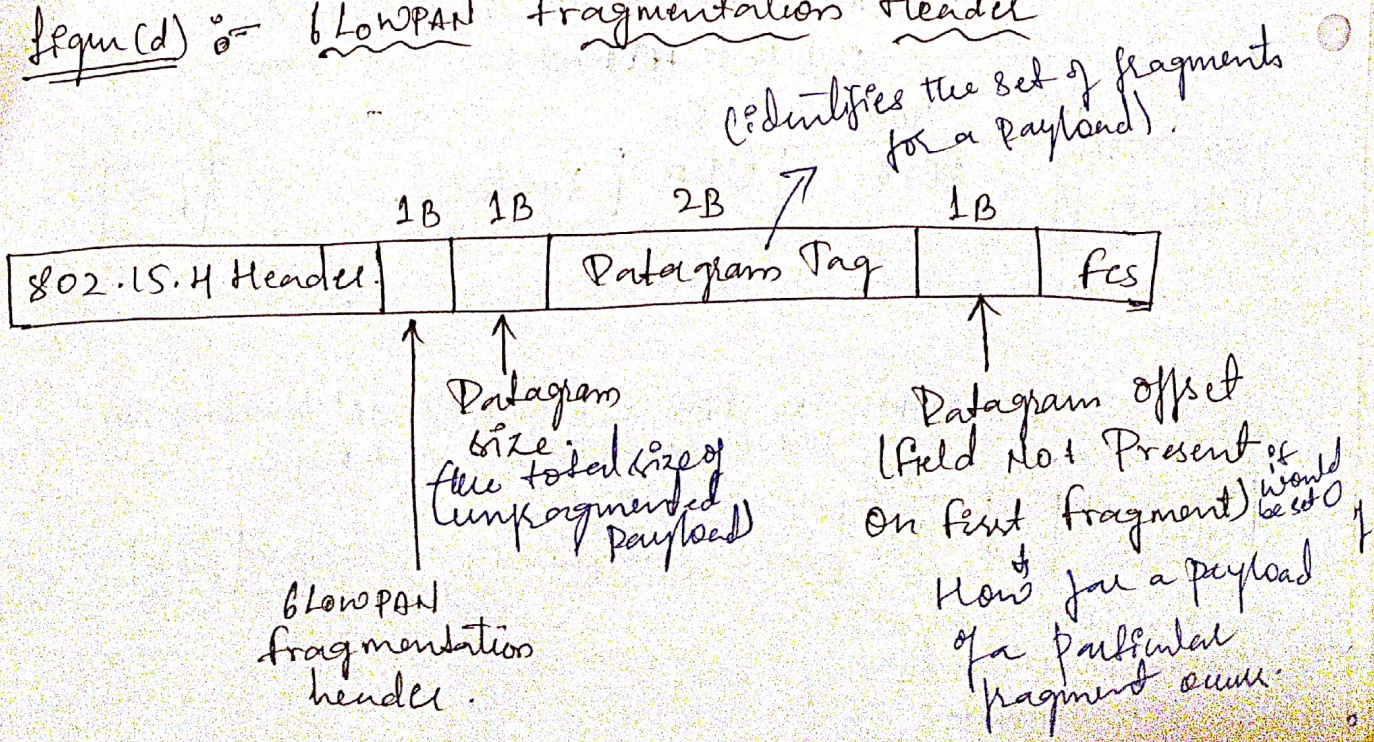 Figure (d) :- 6LoWPAN fragmentation Header
(identifies the set of fragments
for a payload).
1B 1B 2B 1B
802.15.4 Header. Datagram Tag fcs
Datagram
size.
the total size of
(unfragmented
payload)
6LowPAN
fragmentation
header.
Datagram offset
(field Not Present
on first fragment)
it would
be set 0
How far a payload
of a particular
fragment occur.